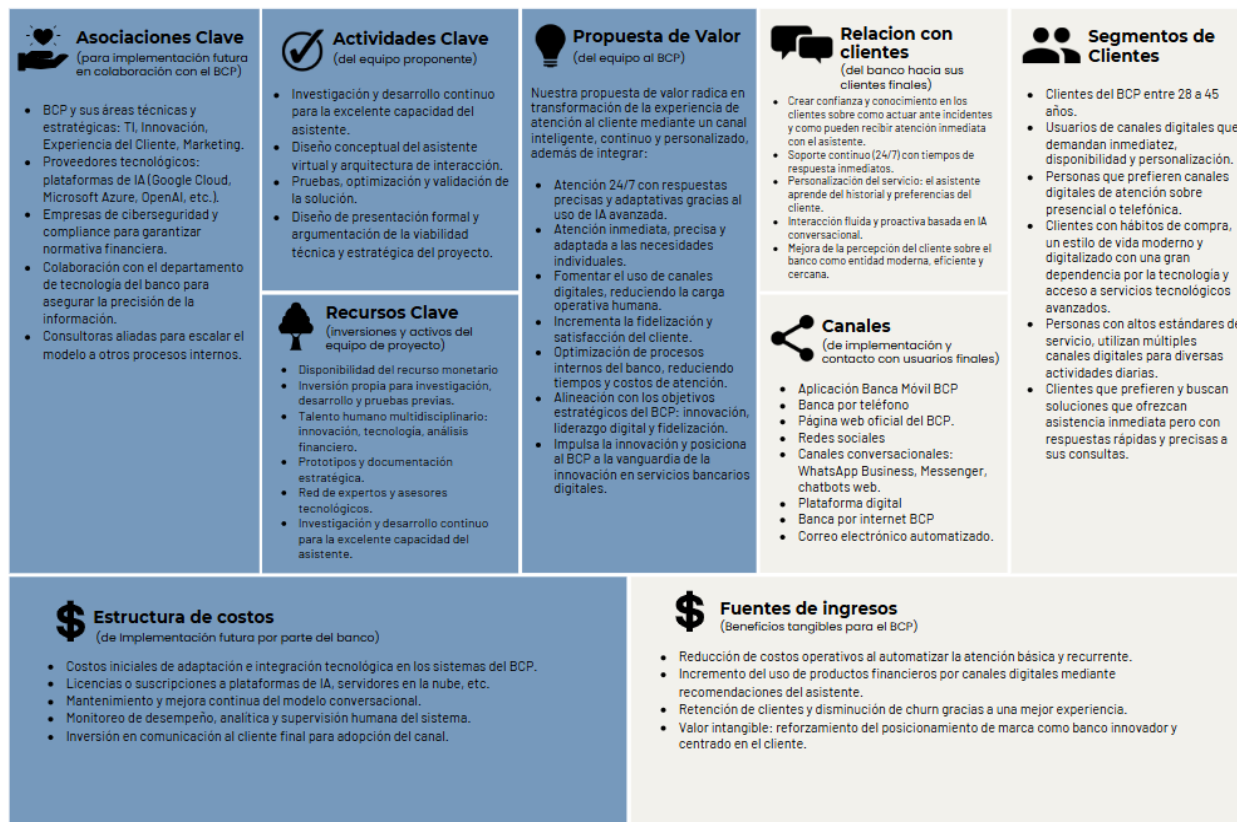 Asociaciones Clave
(para implementación futura
en colaboración con el BCP)
BCP y sus áreas técnicas y
estratégicas: TI, Innovación,
Experiencia del Cliente, Marketing.
Proveedores tecnológicos:
plataformas de IA (Google Cloud,
Microsoft Azure, OpenAI, etc.).
Empresas de ciberseguridad y
compliance para garantizar
normativa financiera.
Colaboración con el departamento
de tecnología del banco para
asegurar la precisión de la
información.
Consultoras aliadas para escalar el
modelo a otros procesos internos.
Actividades Clave
(del equipo proponente)
Investigación y desarrollo continuo
para la excelente capacidad del
asistente.
Diseño conceptual del asistente
virtual y arquitectura de interacción.
Pruebas, optimización y validación de
la solución.
Diseño de presentación formal y
argumentación de la viabilidad
técnica y estratégica del proyecto.
Recursos Clave
(inversiones y activos del
equipo de proyecto)
Disponibilidad del recurso monetario
Inversión propia para investigación,
desarrollo y pruebas previas.
Talento humano multidisciplinario:
innovación, tecnología, análisis
financiero.
Prototipos y documentación
estratégica.
Red de expertos y asesores
tecnológicos.
Investigación y desarrollo continuo
para la excelente capacidad del
asistente.
Propuesta de Valor
(del equipo al BCP)
Nuestra propuesta de valor radica en
transformación de la experiencia de
atención al cliente mediante un canal
inteligente, continuo y personalizado,
además de integrar:
Atención 24/7 con respuestas
precisas y adaptativas gracias al
uso de IA avanzada.
Atención inmediata, precisa y
adaptada a las necesidades
individuales.
Fomentar el uso de canales
digitales, reduciendo la carga
operativa humana.
Incrementa la fidelización y
satisfacción del cliente.
Optimización de procesos
internos del banco, reduciendo
tiempos y costos de atención.
Alineación con los objetivos
estratégicos del BCP: innovación,
liderazgo digital y fidelización.
Impulsa la innovación y posiciona
al BCP a la vanguardia de la
innovación en servicios bancarios
digitales.
Relacion con
clientes
(del banco hacia sus
clientes finales)
Crear confianza y conocimiento en los
clientes sobre como actuar ante incidentes
y como pueden recibir atención inmediata
con el asistente.
Soporte continuo (24/7) con tiempos de
respuesta inmediatos.
Personalización del servicio: el asistente
aprende del historial y preferencias del
cliente.
Interacción fluida y proactiva basada en IA
conversacional.
Mejora de la percepción del cliente sobre el
banco como entidad moderna, eficiente y
cercana.
Canales
(de implementación y
contacto con usuarios finales)
Aplicación Banca Móvil BCP
Banca por teléfono
Página web oficial del BCP.
Redes sociales
Canales conversacionales:
WhatsApp Business, Messenger,
chatbots web.
Plataforma digital
Banca por internet BCP
Correo electrónico automatizado.
Segmentos de
Clientes
Clientes del BCP entre 28 a 45
años.
Usuarios de canales digitales que
demandan inmediatez,
disponibilidad y personalización.
Personas que prefieren canales
digitales de atención sobre
presencial o telefónica.
Clientes con hábitos de compra,
un estilo de vida moderno y
digitalizado con una gran
dependencia por la tecnología y
acceso a servicios tecnológicos
avanzados.
Personas con altos estándares de
servicio, utilizan múltiples
canales digitales para diversas
actividades diarias.
Clientes que prefieren y buscan
soluciones que ofrezcan
asistencia inmediata pero con
respuestas rápidas y precisas a
sus consultas.
Estructura de costos
(de Implementación futura por parte del banco)
Costos iniciales de adaptación e integración tecnológica en los sistemas del BCP.
Licencias o suscripciones a plataformas de IA, servidores en la nube, etc.
Mantenimiento y mejora continua del modelo conversacional.
Monitoreo de desempeño, analítica y supervisión humana del sistema.
Inversión en comunicación al cliente final para adopción del canal.
Fuentes de ingresos
(Beneficios tangibles para el BCP)
Reducción de costos operativos al automatizar la atención básica y recurrente.
Incremento del uso de productos financieros por canales digitales mediante
recomendaciones del asistente.
Retención de clientes y disminución de churn gracias a una mejor experiencia.
Valor intangible: reforzamiento del posicionamiento de marca como banco innovador y
centrado en el cliente.